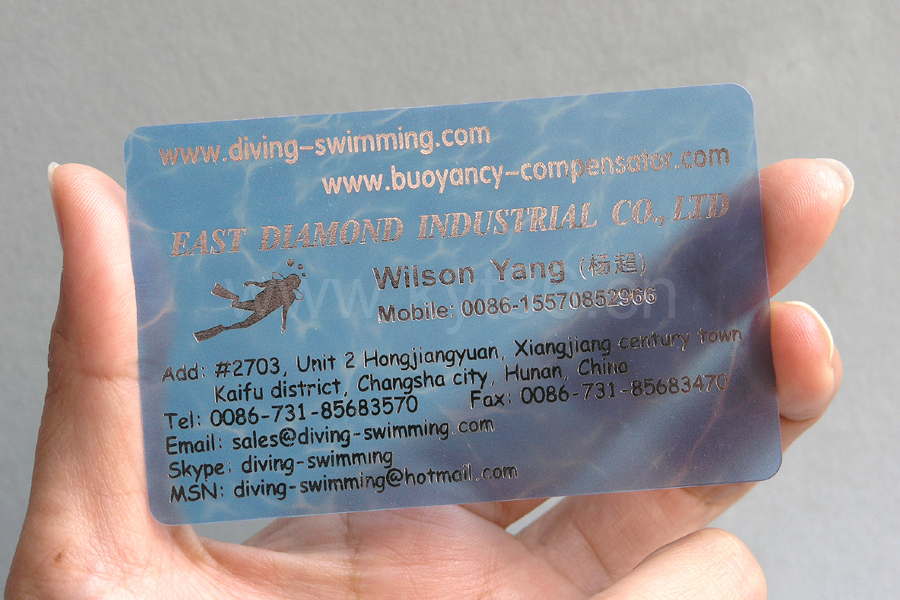 www.diving-swimming.com
www.buoyancy-compensator.com
EAST DIAMOND INDUSTRIAL CO., LTD
Wilson Yang (杨超)
Mobile: 0086-15570852966
Add: #2703, Unit 2 Hongjiangyuan, Xiangjiang century town
Kaifu district, Changsha city, Hunan, China
Tel: 0086-731-85683570 Fax: 0086-731-85683470
Email: sales@diving-swimming.com
Skype: diving-swimming
MSN: diving-swimming@hotmail.com